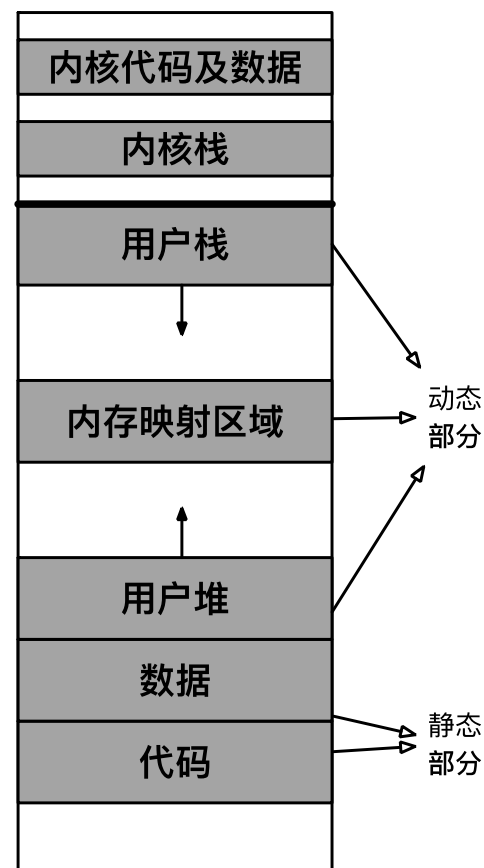 内核代码及数据
内核栈
用户栈
内存映射区域
动态
部分
用户堆
数据
代码
静态
部分